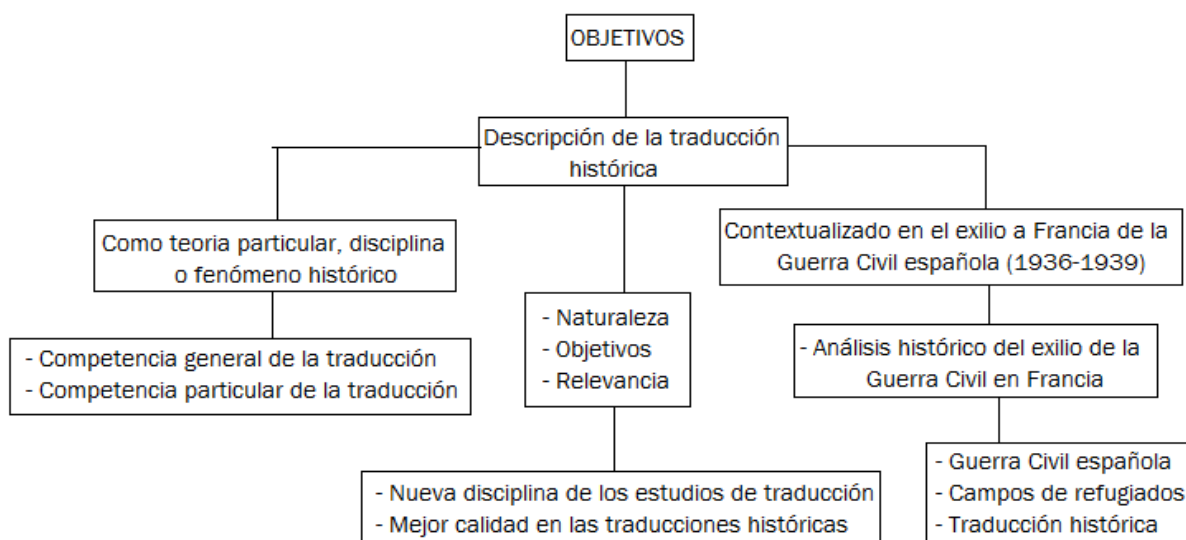 OBJETIVOS
Descripción de la traducción
histórica
Como teoria particular, disciplina
o fenómeno histórico
- Competencia general de la traducción
- Competencia particular de la traducción
- Naturaleza
- Objetivos
- Relevancia
- Nueva disciplina de los estudios de traducción
- Mejor calidad en las traducciones históricas
Contextualizado en el exilio a Francia de la
Guerra Civil española (1936-1939)
- Análisis histórico del exilio de la
Guerra Civil en Francia
- Guerra Civil española
- Campos de refugiados
- Traducción histórica